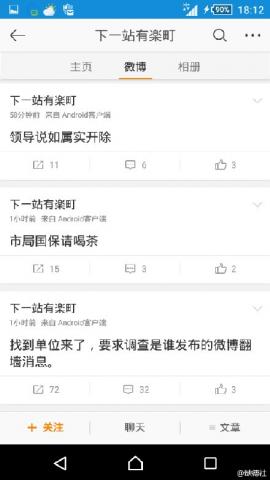 90% 18:12
下一站有楽町
主页 微博 相册
下一站有楽町
58分钟前 来自 Android客户端
领导说如属实开除
11 6 3
下一站有楽町
1小时前 来自 Android客户端
市局国保请喝茶
15 3 2
下一站有楽町
1小时前 来自 Android客户端
找到单位来了，要求调查是谁发布的微博翻
墙消息。
72 32 3
+ 关注 聊天 ≡ 文章